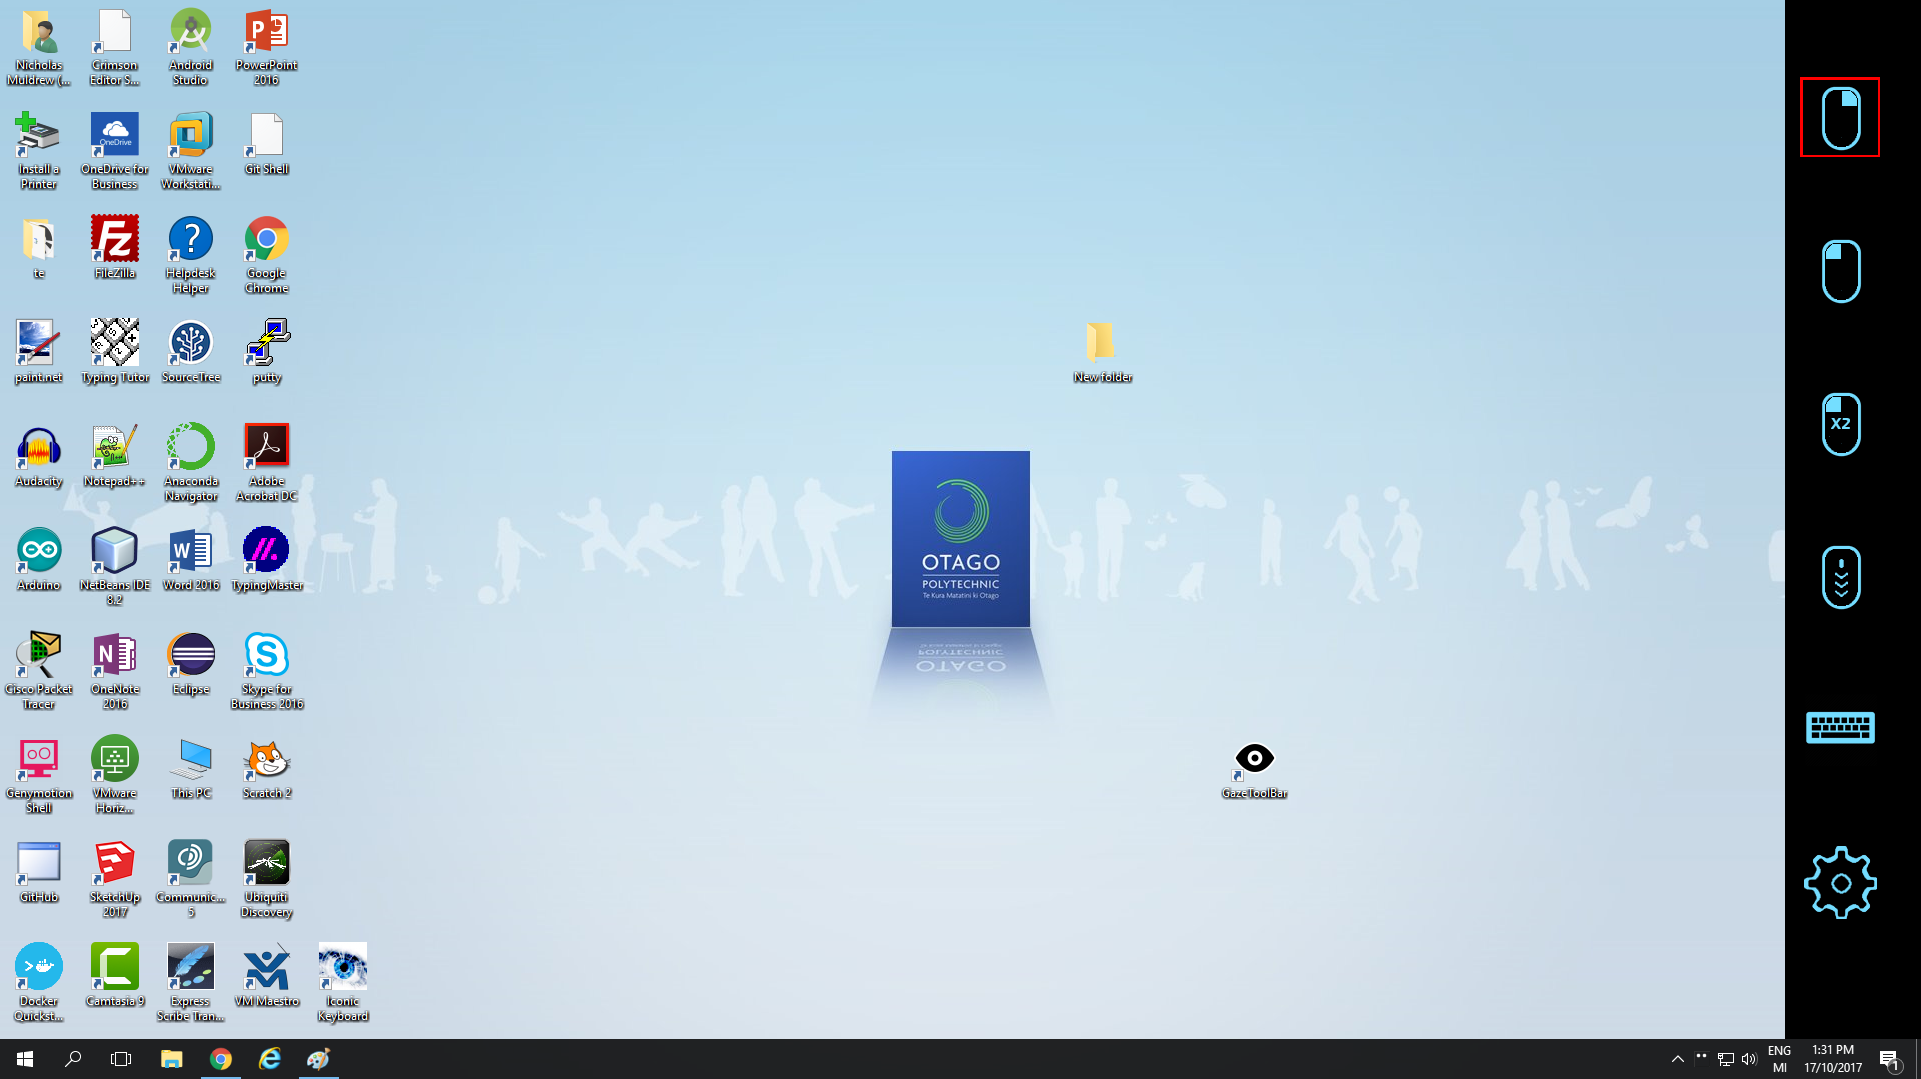 Nicholas
Muldrew (...
Crimson
Editor S...
Android
Studio
PowerPoint
2016
Install a
Printer
OneDrive
OneDrive for
Business
VMware
Workstati...
Git Shell
te
FileZilla
Helpdesk
Helper
Google
Chrome
paint.net
Typing Tutor
SourceTree
putty
New folder
Audacity
Notepad++
Anaconda
Navigator
Adobe
Acrobat DC
Arduino
NetBeans IDE
8.2
Word 2016
TypingMaster
Cisco Packet
Tracer
OneNote
2016
Eclipse
Skype for
Business 2016
Genymotion
Shell
VMware
Horiz...
This PC
Scratch 2
GazeToolBar
GitHub
SketchUp
2017
Communic...
5
Ubiquiti
Discovery
Docker
Quickst...
Camtasia 9
Express
Scribe Tran...
VM Maestro
Iconic
Keyboard
OTAGO
POLYTECHNIC
Te Kura Matatini ki Otago
X2
ENG
MI
1:31 PM
17/10/2017
1